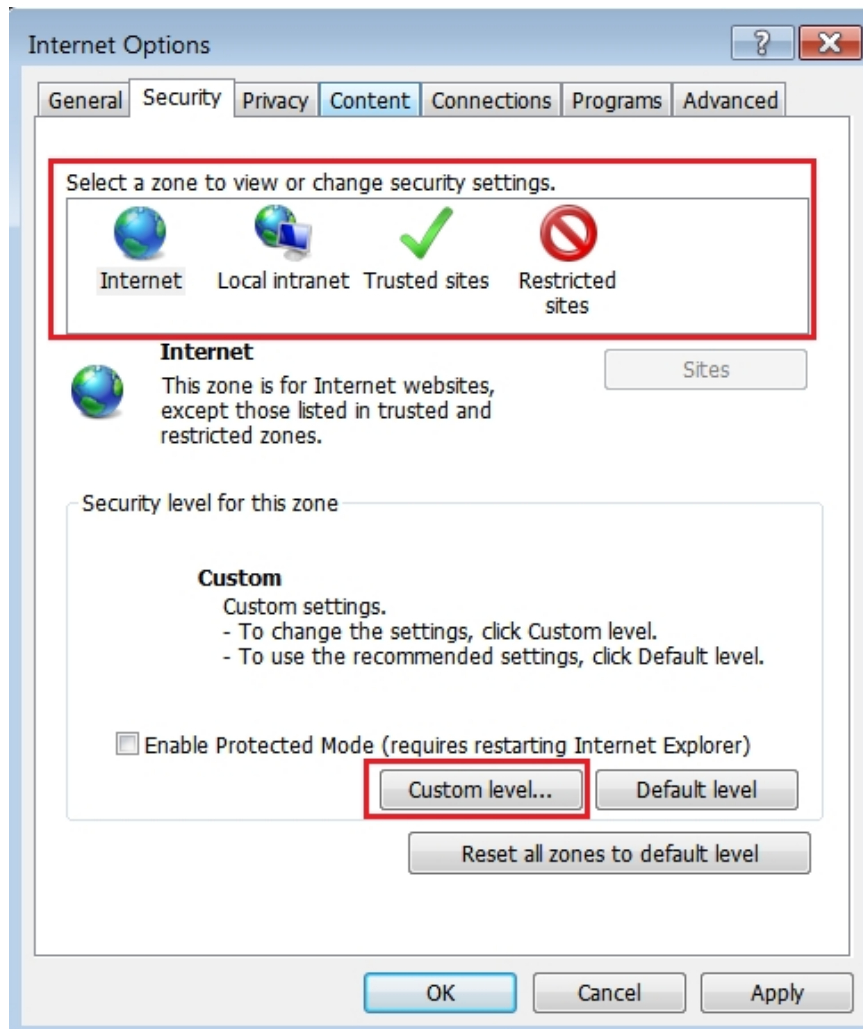 Internet Options
General Security Privacy Content Connections Programs Advanced
Select a zone to view or change security settings.
Internet Local intranet Trusted sites Restricted
sites
Internet
Sites
This zone is for Internet websites,
except those listed in trusted and
restricted zones.
Security level for this zone
Custom
Custom settings.
- To change the settings, click Custom level.
- To use the recommended settings, click Default level.
Enable Protected Mode (requires restarting Internet Explorer)
Custom level... Default level
Reset all zones to default level
OK Cancel Apply